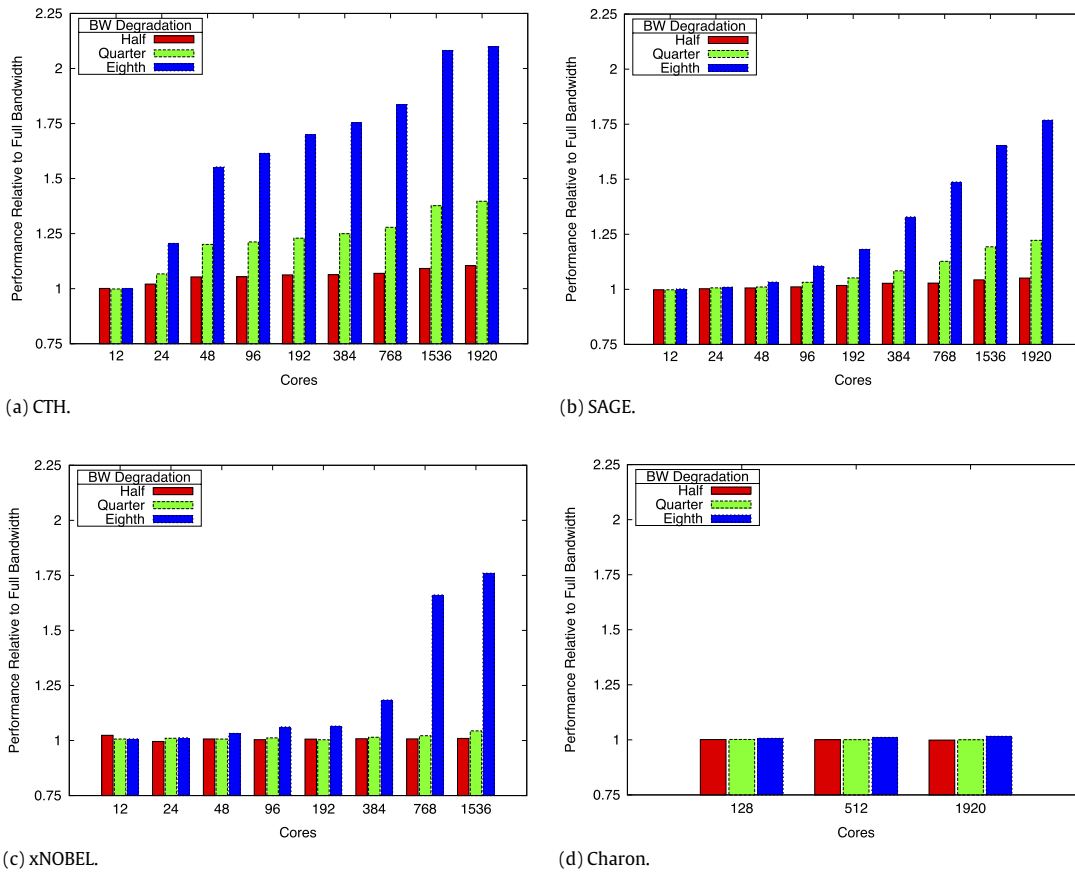 BW Degradation
Half
Quarter
Eighth
2.25
2
1.75
1.5
1.25
1
0.75
Performance Relative to Full Bandwidth
12 24 48 96 192 384 768 1536 1920
Cores
(a) CTH.
BW Degradation
Half
Quarter
Eighth
2.25
2
1.75
1.5
1.25
1
0.75
Performance Relative to Full Bandwidth
12 24 48 96 192 384 768 1536 1920
Cores
(b) SAGE.
BW Degradation
Half
Quarter
Eighth
2.25
2
1.75
1.5
1.25
1
0.75
Performance Relative to Full Bandwidth
12 24 48 96 192 384 768 1536
Cores
(c) xNOBEL.
BW Degradation
Half
Quarter
Eighth
2.25
2
1.75
1.5
1.25
1
0.75
Performance Relative to Full Bandwidth
128 512 1920
Cores
(d) Charon.